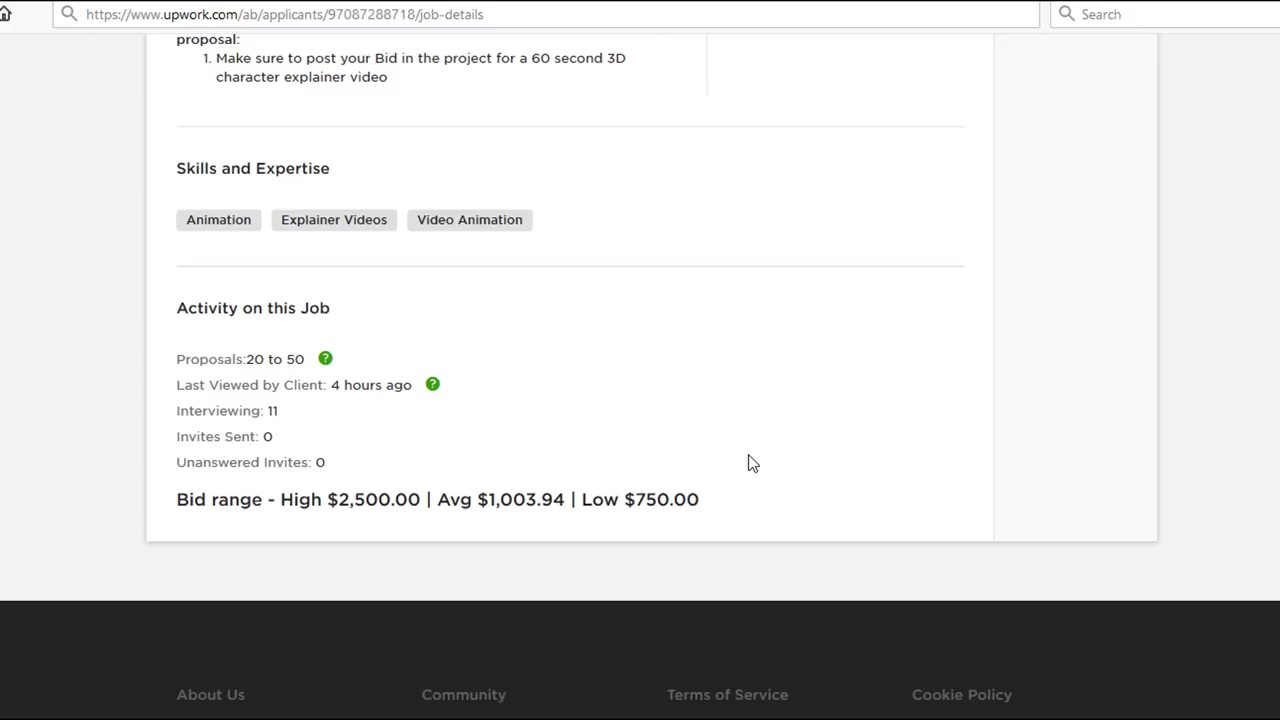 https://www.upwork.com/ab/applicants/97087288718/job-details
Search
proposal:
1. Make sure to post your Bid in the project for a 60 second 3D
character explainer video
Skills and Expertise
Animation Explainer Videos Video Animation
Activity on this Job
Proposals:20 to 50 ?
Last Viewed by Client: 4 hours ago ?
Interviewing: 11
Invites Sent: 0
Unanswered Invites: 0
Bid range - High $2,500.00 | Avg $1,003.94 | Low $750.00
About Us Community Terms of Service Cookie Policy